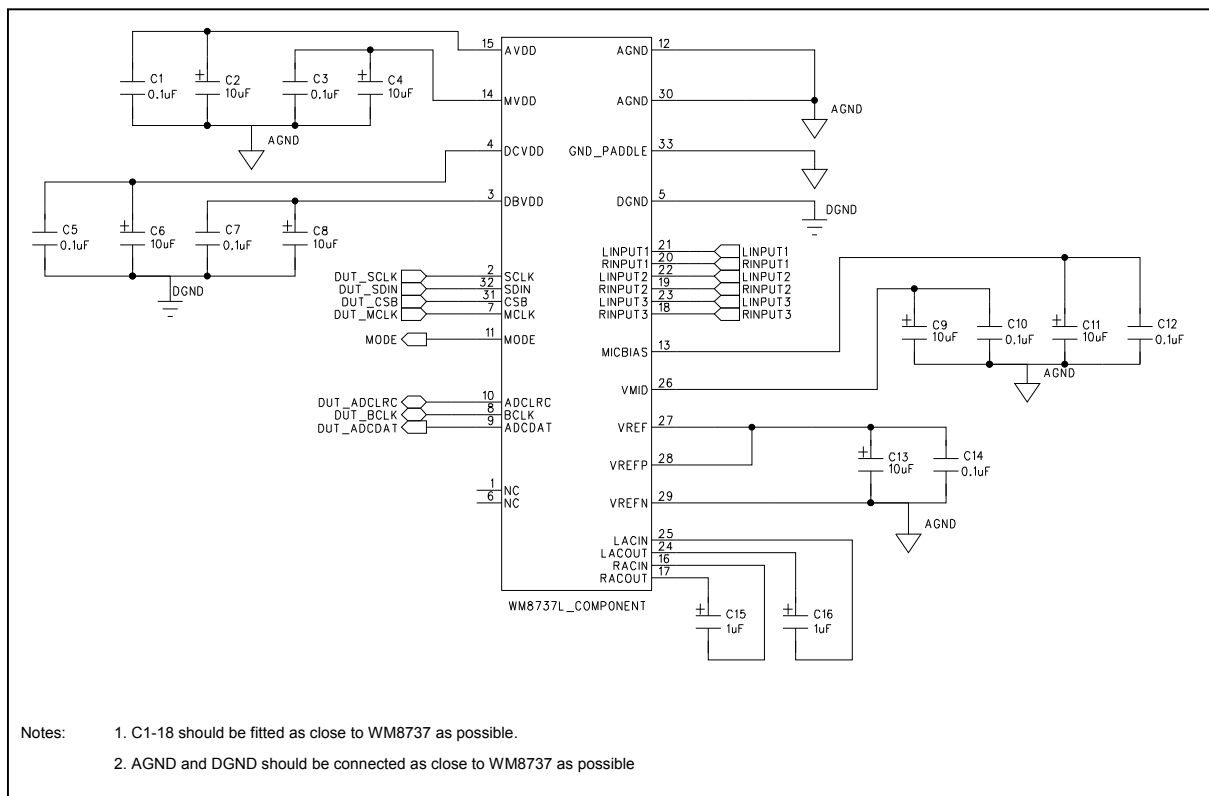 15 AVDD
AGND 12
C1
0.1uF
C2
10uF
C3
0.1uF
C4
10uF
14 MVDD
AGND 30
AGND
AGND
4 DCVDD
GND_PADDLE 33
3 DBVDD
DGND 5
DGND
C5
0.1uF
C6
10uF
C7
0.1uF
C8
10uF
DGND
LINPUT1 21 LINPUT1
RINPUT1 20 RINPUT1
LINPUT2 22 LINPUT2
RINPUT2 19 RINPUT2
LINPUT3 23 LINPUT3
RINPUT3 18 RINPUT3
DUT_SCLK 2 SCLK
DUT_SDIN 32 SDIN
DUT_CSB 31 CSB
DUT_MCLK 7 MCLK
MODE 11 MODE
MICBIAS 13
C9
10uF
C10
0.1uF
C11
10uF
C12
0.1uF
AGND
VMID 26
DUT_ADCLRC 10 ADCLRC
DUT_BCLK 8 BCLK
DUT_ADCDAT 9 ADCDAT
VREF 27
VREFP 28
C13
10uF
C14
0.1uF
1 NC
6 NC
VREFN 29
AGND
LACIN 25
LACOUT 24
RACIN 16
RACOUT 17
WM8737L_COMPONENT
C15
1uF
C16
1uF
Notes: 1. C1-18 should be fitted as close to WM8737 as possible.
2. AGND and DGND should be connected as close to WM8737 as possible